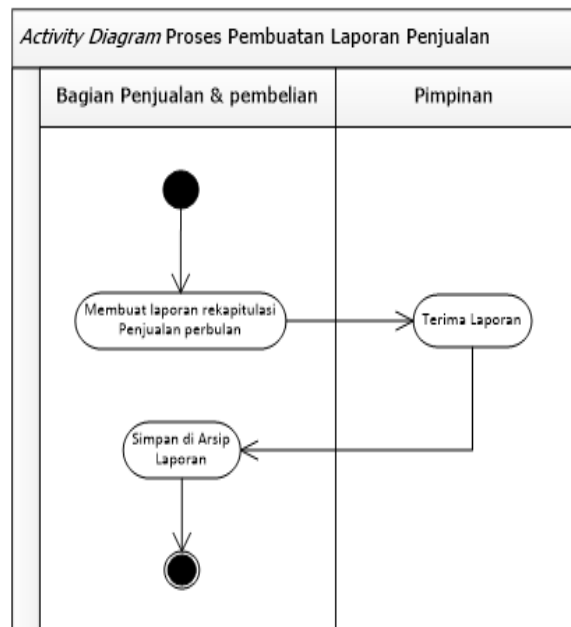 Activity Diagram Proses Pembuatan Laporan Penjualan
Bagian Penjualan & pembelian
Pimpinan
Membuat laporan rekapitulasi
Penjualan perbulan
Terima Laporan
Simpan di Arsip
Laporan